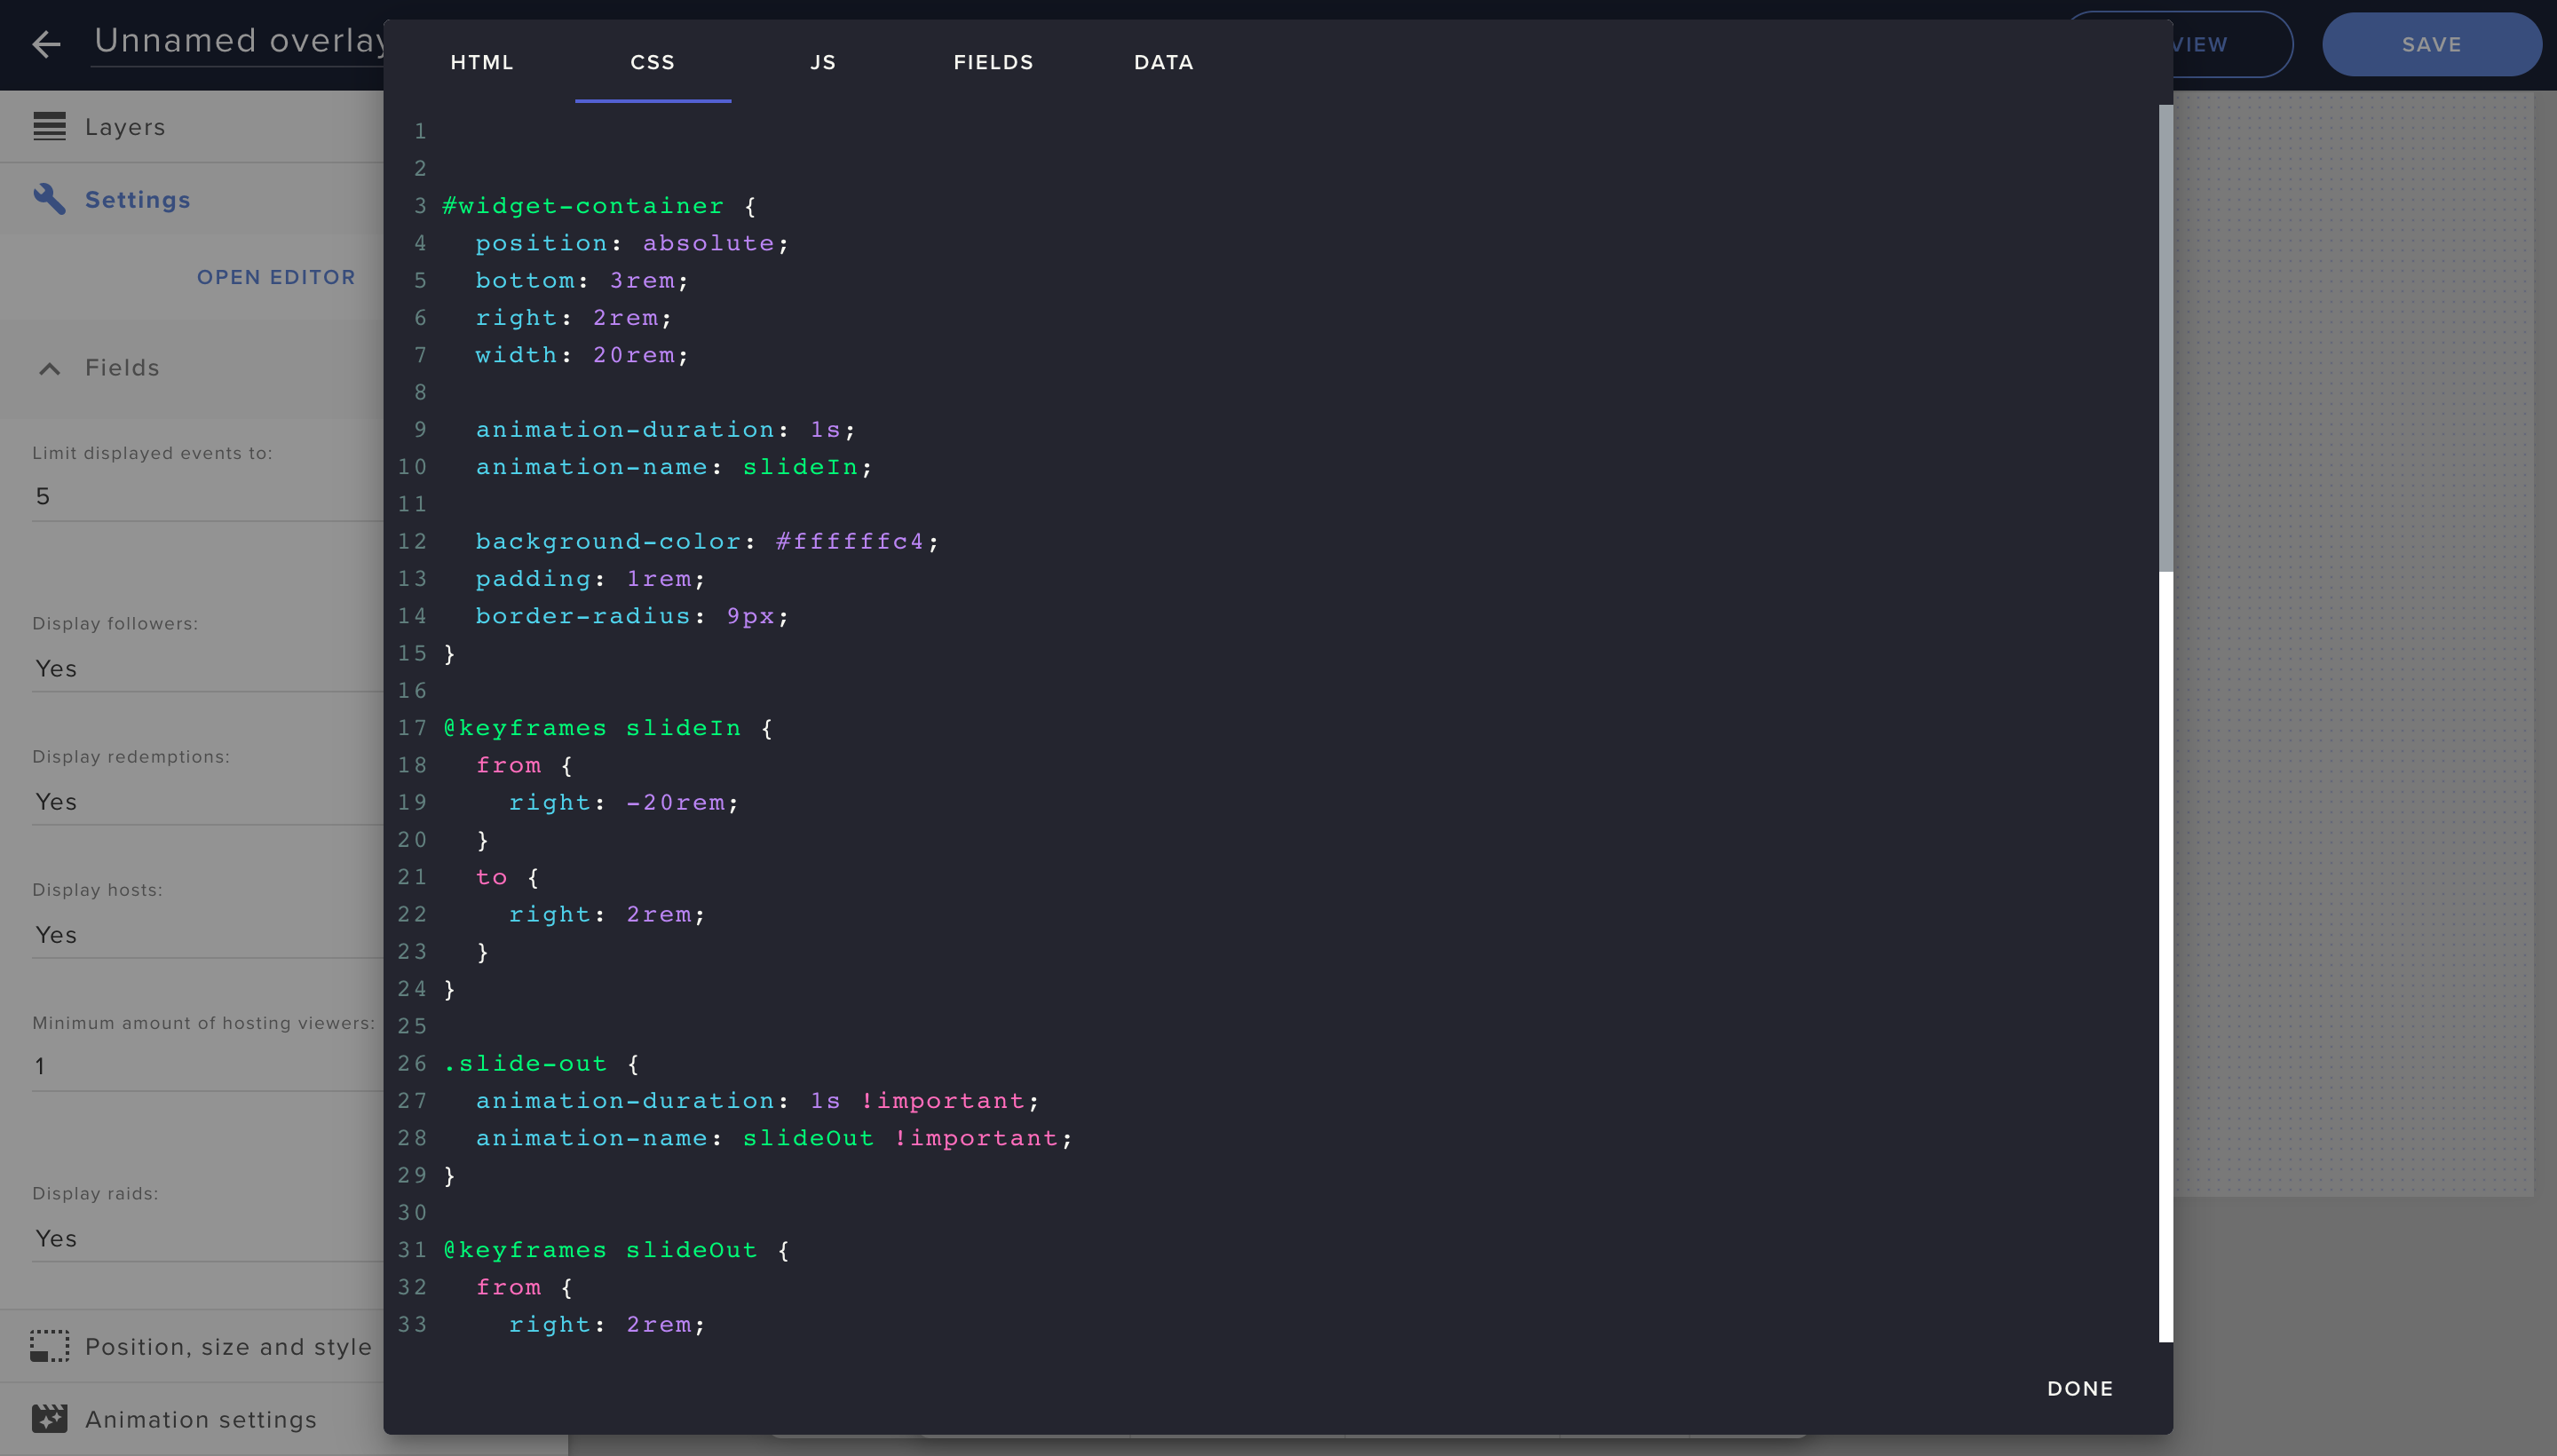 Unnamed overlay
VIEW
SAVE
Layers
Settings
OPEN EDITOR
Fields
Limit displayed events to:
5
Display followers:
Yes
Display redemptions:
Yes
Display hosts:
Yes
Minimum amount of hosting viewers:
1
Display raids:
Yes
Position, size and style
Animation settings
HTML CSS JS FIELDS DATA
1
2
3 #widget-container {
4   position: absolute;
5   bottom: 3rem;
6   right: 2rem;
7   width: 20rem;
8
9   animation-duration: 1s;
10   animation-name: slideIn;
11
12   background-color: #ffffffc4;
13   padding: 1rem;
14   border-radius: 9px;
15 }
16
17 @keyframes slideIn {
18   from {
19     right: -20rem;
20   }
21   to {
22     right: 2rem;
23   }
24 }
25
26 .slide-out {
27   animation-duration: 1s !important;
28   animation-name: slideOut !important;
29 }
30
31 @keyframes slideOut {
32   from {
33     right: 2rem;
DONE